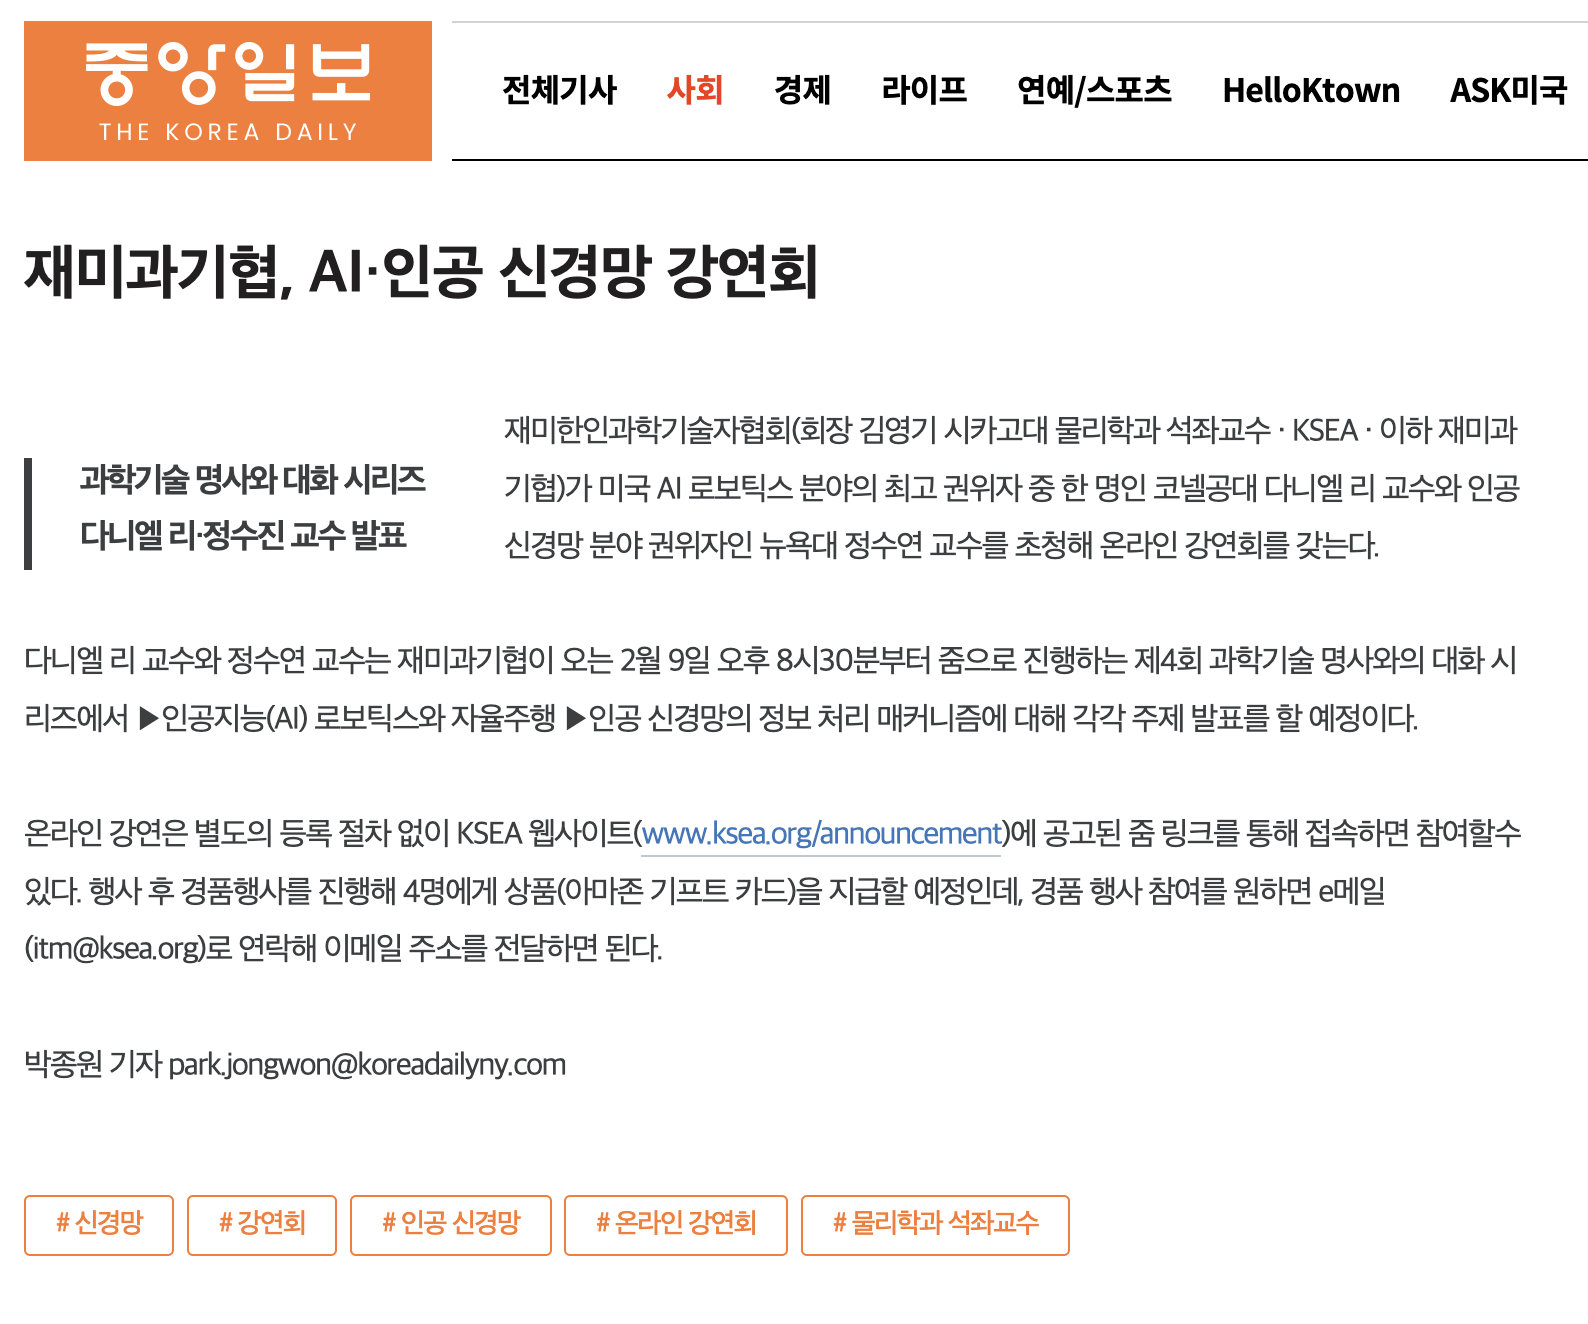 중앙일보
THE KOREA DAILY
전체기사 사회 경제 라이프 연예/스포츠 HelloKtown ASK미국
재미과기협, AI·인공 신경망 강연회
과학기술 명사와 대화 시리즈
다니엘 리·정수진 교수 발표
재미한인과학기술자협회(회장 김영기 시카고대 물리학과 석좌교수 · KSEA · 이하 재미과
기협)가 미국 AI 로보틱스 분야의 최고 권위자 중 한 명인 코넬공대 다니엘 리 교수와 인공
신경망 분야 권위자인 뉴욕대 정수연 교수를 초청해 온라인 강연회를 갖는다.
다니엘 리 교수와 정수연 교수는 재미과기협이 오는 2월 9일 오후 8시30분부터 줌으로 진행하는 제4회 과학기술 명사와의 대화 시
리즈에서 ▶인공지능(AI) 로보틱스와 자율주행 ▶인공 신경망의 정보 처리 매커니즘에 대해 각각 주제 발표를 할 예정이다.
온라인 강연은 별도의 등록 절차 없이 KSEA 웹사이트(www.ksea.org/announcement)에 공고된 줌 링크를 통해 접속하면 참여할수
있다. 행사 후 경품행사를 진행해 4명에게 상품(아마존 기프트 카드)을 지급할 예정인데, 경품 행사 참여를 원하면 e메일
(itm@ksea.org)로 연락해 이메일 주소를 전달하면 된다.
박종원 기자 park.jongwon@koreadailyny.com
# 신경망 # 강연회 # 인공 신경망 # 온라인 강연회 # 물리학과 석좌교수